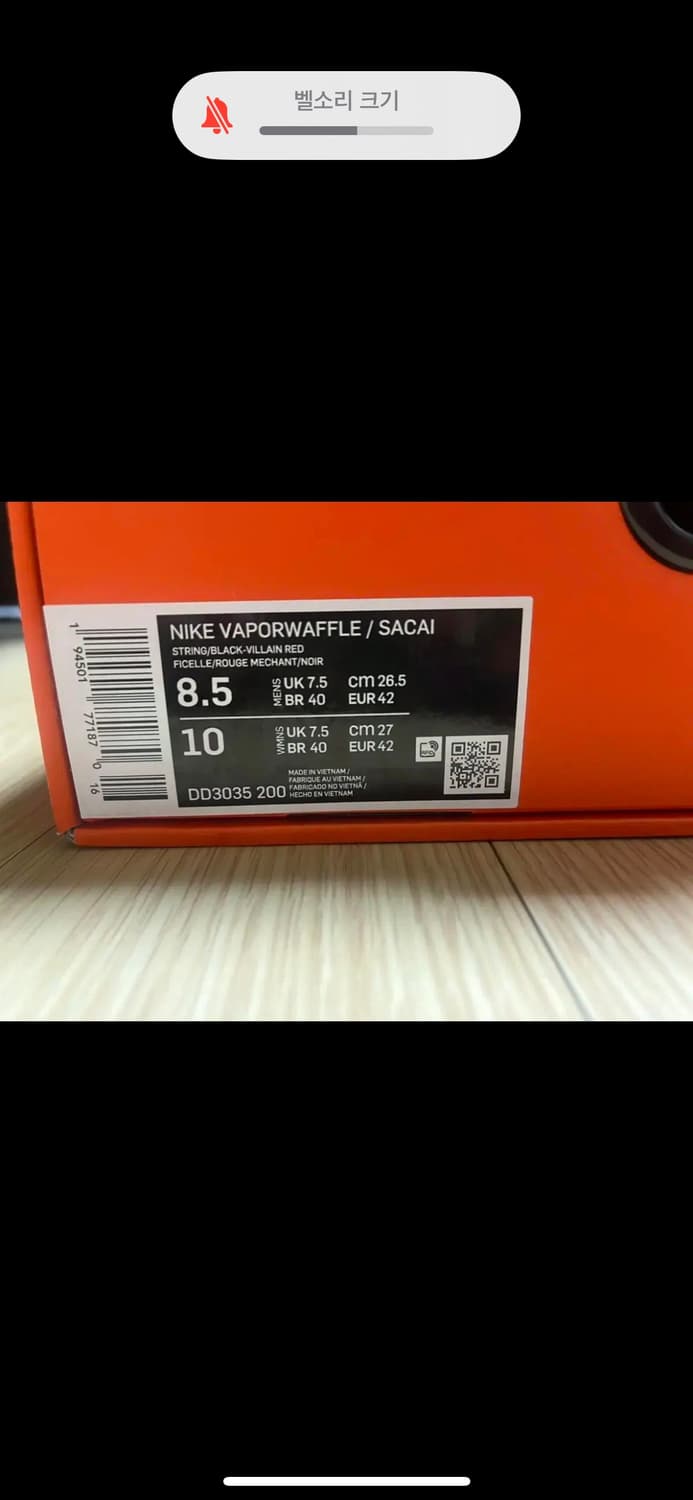 벨소리 크기
NIKE VAPORWAFFLE / SACAI
STRING/BLACK-VILLAIN RED
FICELLE/ROUGE MECHANT/NOIR
8.5 MENS UK 7.5 cm 26.5
BR 40 EUR 42
10 WMNS UK 7.5 cm 27
BR 40 EUR 42
MADE IN VIETNAM /
FABRIQUE AU VIETNAM /
FABRICADO NO VIETNÃ /
DD3035 200 HECHO EN VIETNAM
1 94501 77187 0 16